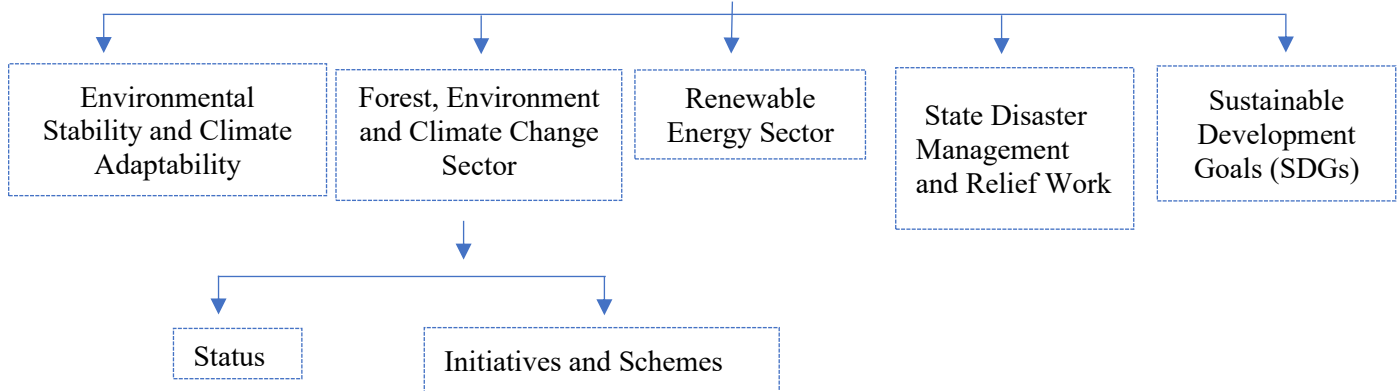 Environmental
Stability and Climate
Adaptability
Forest, Environment
and Climate Change
Sector
Renewable
Energy Sector
State Disaster
Management
and Relief Work
Sustainable
Development
Goals (SDGs)
Status
Initiatives and Schemes